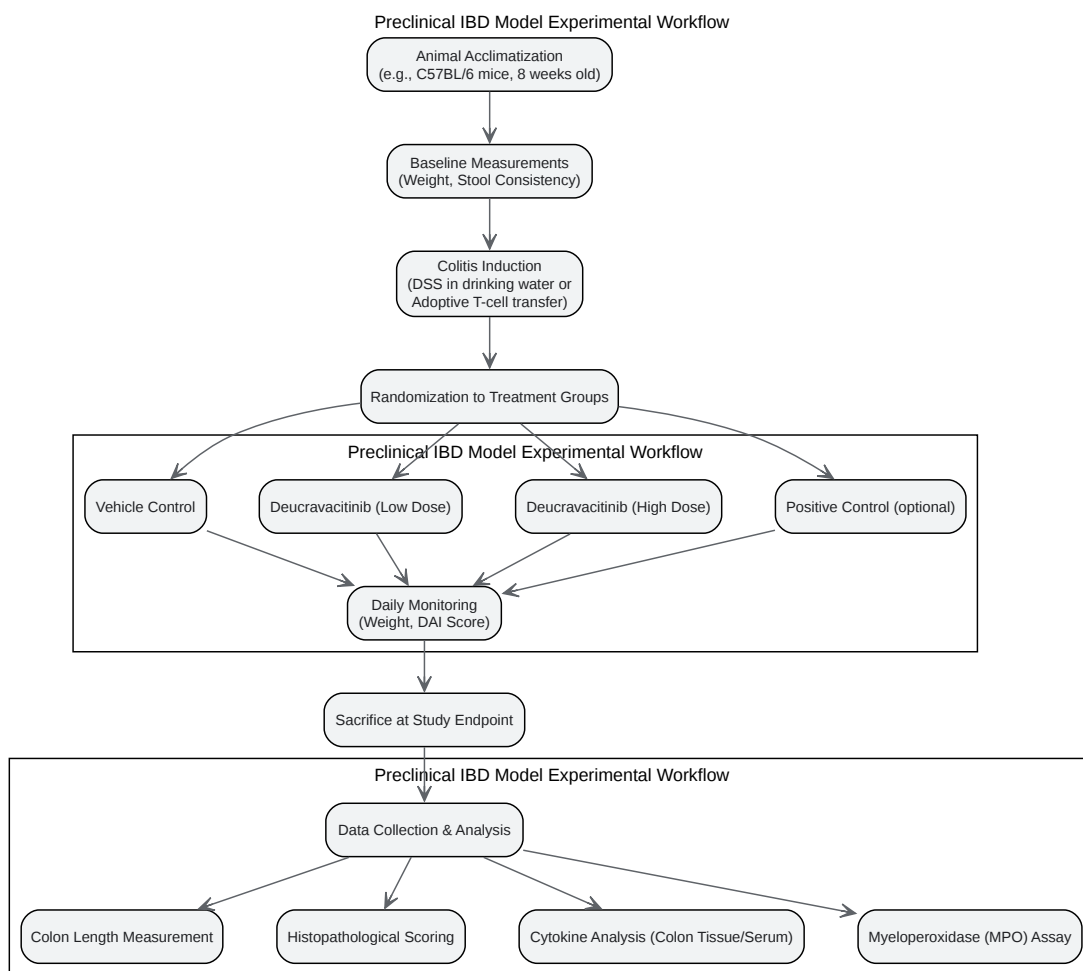 Preclinical IBD Model Experimental Workflow
Animal Acclimatization
(e.g., C57BL/6 mice, 8 weeks old)
Baseline Measurements
(Weight, Stool Consistency)
Colitis Induction
(DSS in drinking water or
Adoptive T-cell transfer)
Randomization to Treatment Groups
Preclinical IBD Model Experimental Workflow
Vehicle Control
Deucravacitinib (Low Dose)
Deucravacitinib (High Dose)
Positive Control (optional)
Daily Monitoring
(Weight, DAI Score)
Sacrifice at Study Endpoint
Preclinical IBD Model Experimental Workflow
Data Collection & Analysis
Colon Length Measurement
Histopathological Scoring
Cytokine Analysis (Colon Tissue/Serum)
Myeloperoxidase (MPO) Assay